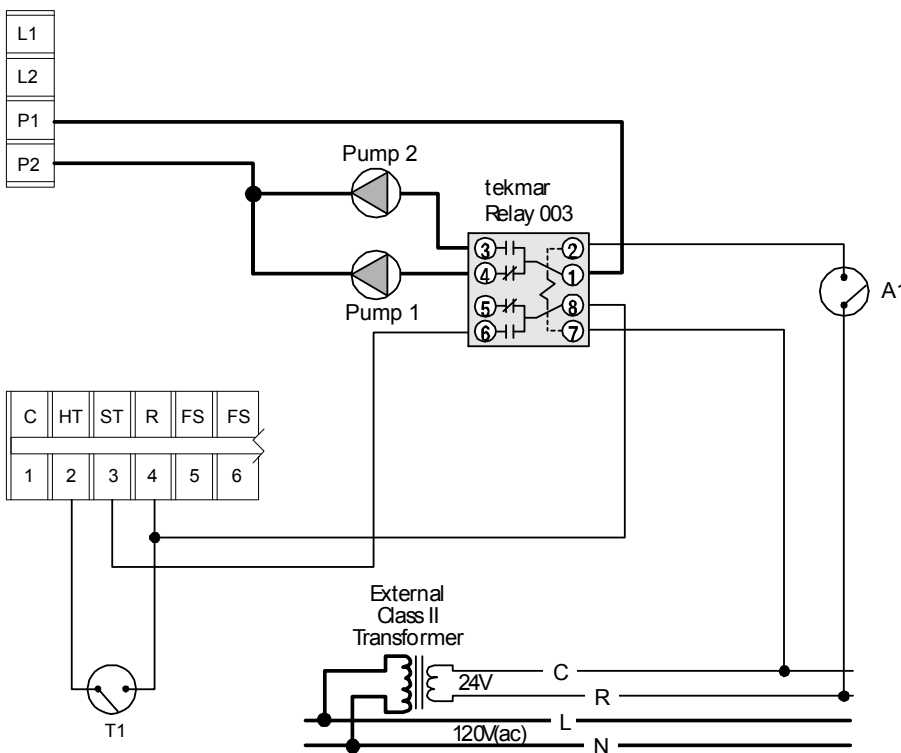 L1
L2
P1
P2
Pump 2
Pump 1
tekmar
Relay 003
3
2
4
1
5
8
6
7
A1
C HT ST R FS FS
1 2 3 4 5 6
T1
External
Class II
Transformer
24V
C
R
L
120V(ac)
N